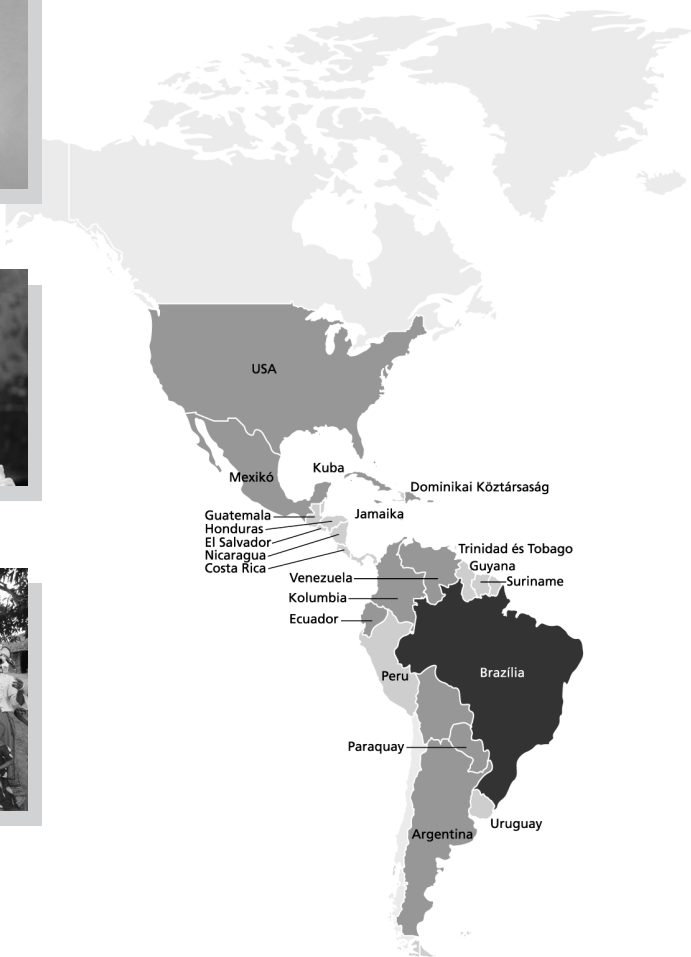 USA
Mexikó
Kuba
Dominikai Köztársaság
Guatemala
Jamaika
Honduras
El Salvador
Nicaragua
Costa Rica
Trinidad és Tobago
Guyana
Venezuela
Suriname
Kolumbia
Ecuador
Peru
Brazília
Paraquay
Uruguay
Argentina